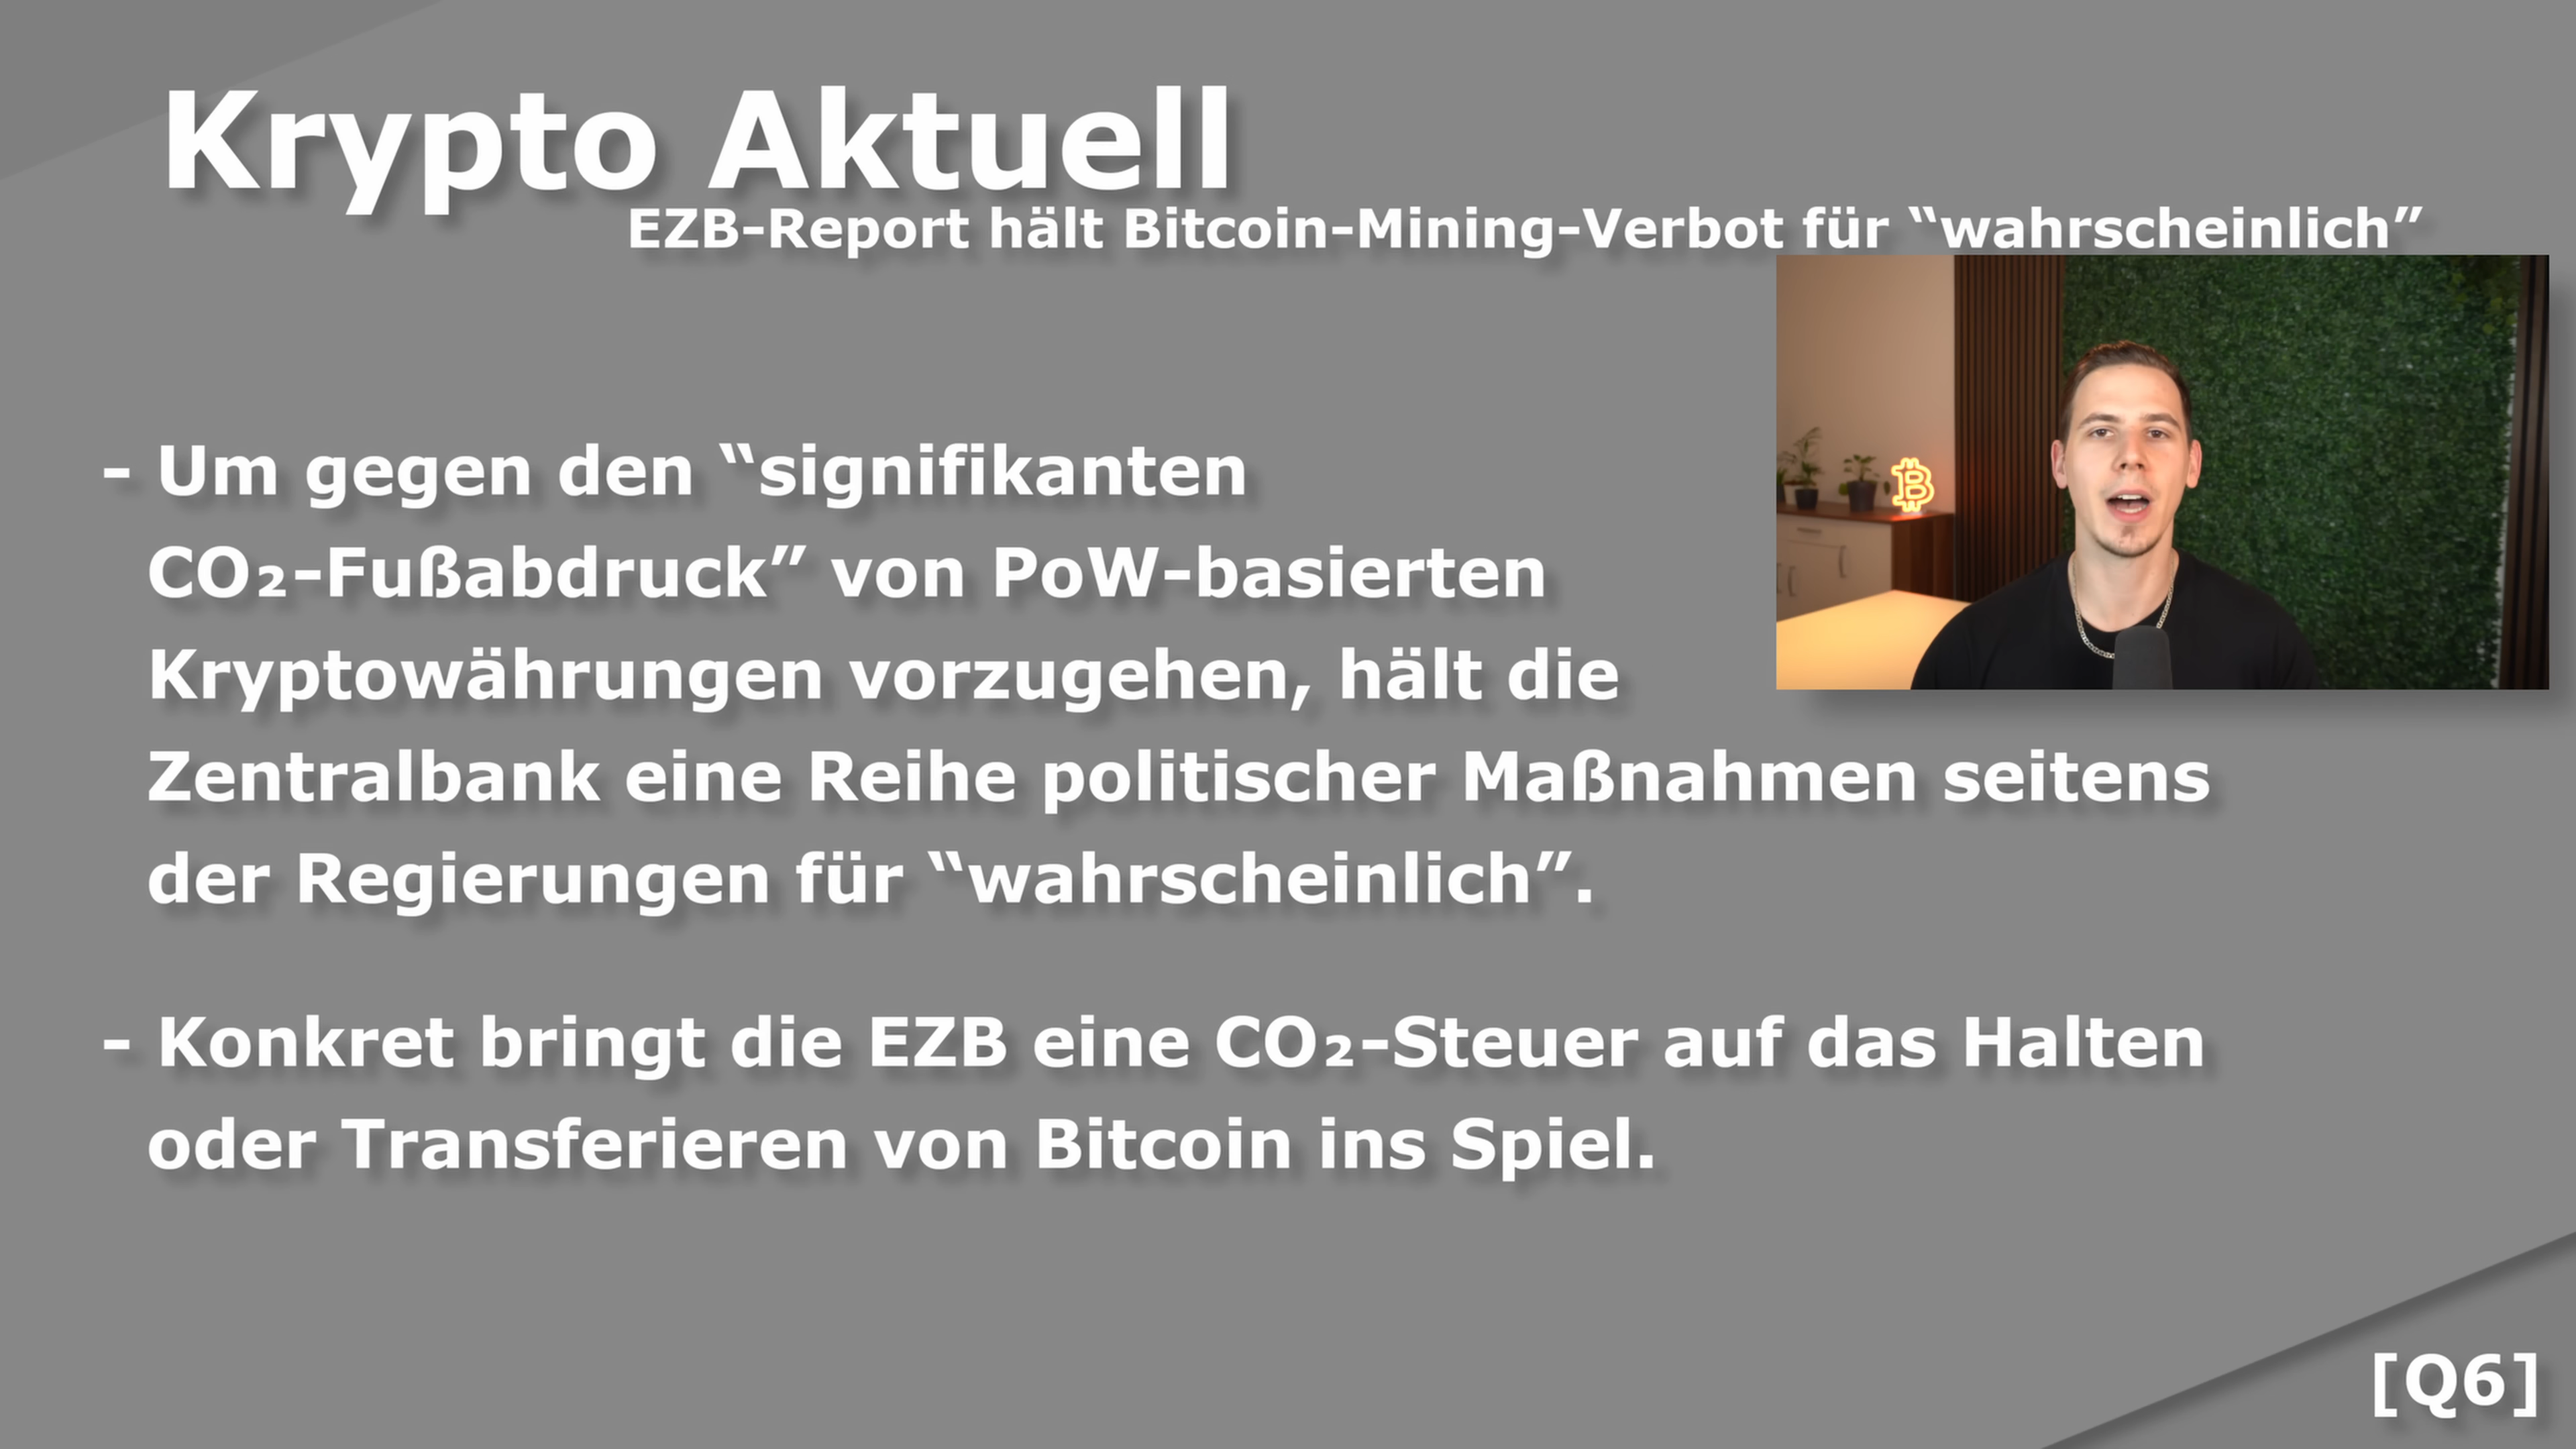 Krypto Aktuell
EZB-Report hält Bitcoin-Mining-Verbot für “wahrscheinlich”
- Um gegen den “signifikanten
CO₂-Fußabdruck” von PoW-basierten
Kryptowährungen vorzugehen, hält die
Zentralbank eine Reihe politischer Maßnahmen seitens
der Regierungen für “wahrscheinlich”.
- Konkret bringt die EZB eine CO₂-Steuer auf das Halten
oder Transferieren von Bitcoin ins Spiel.
[Q6]